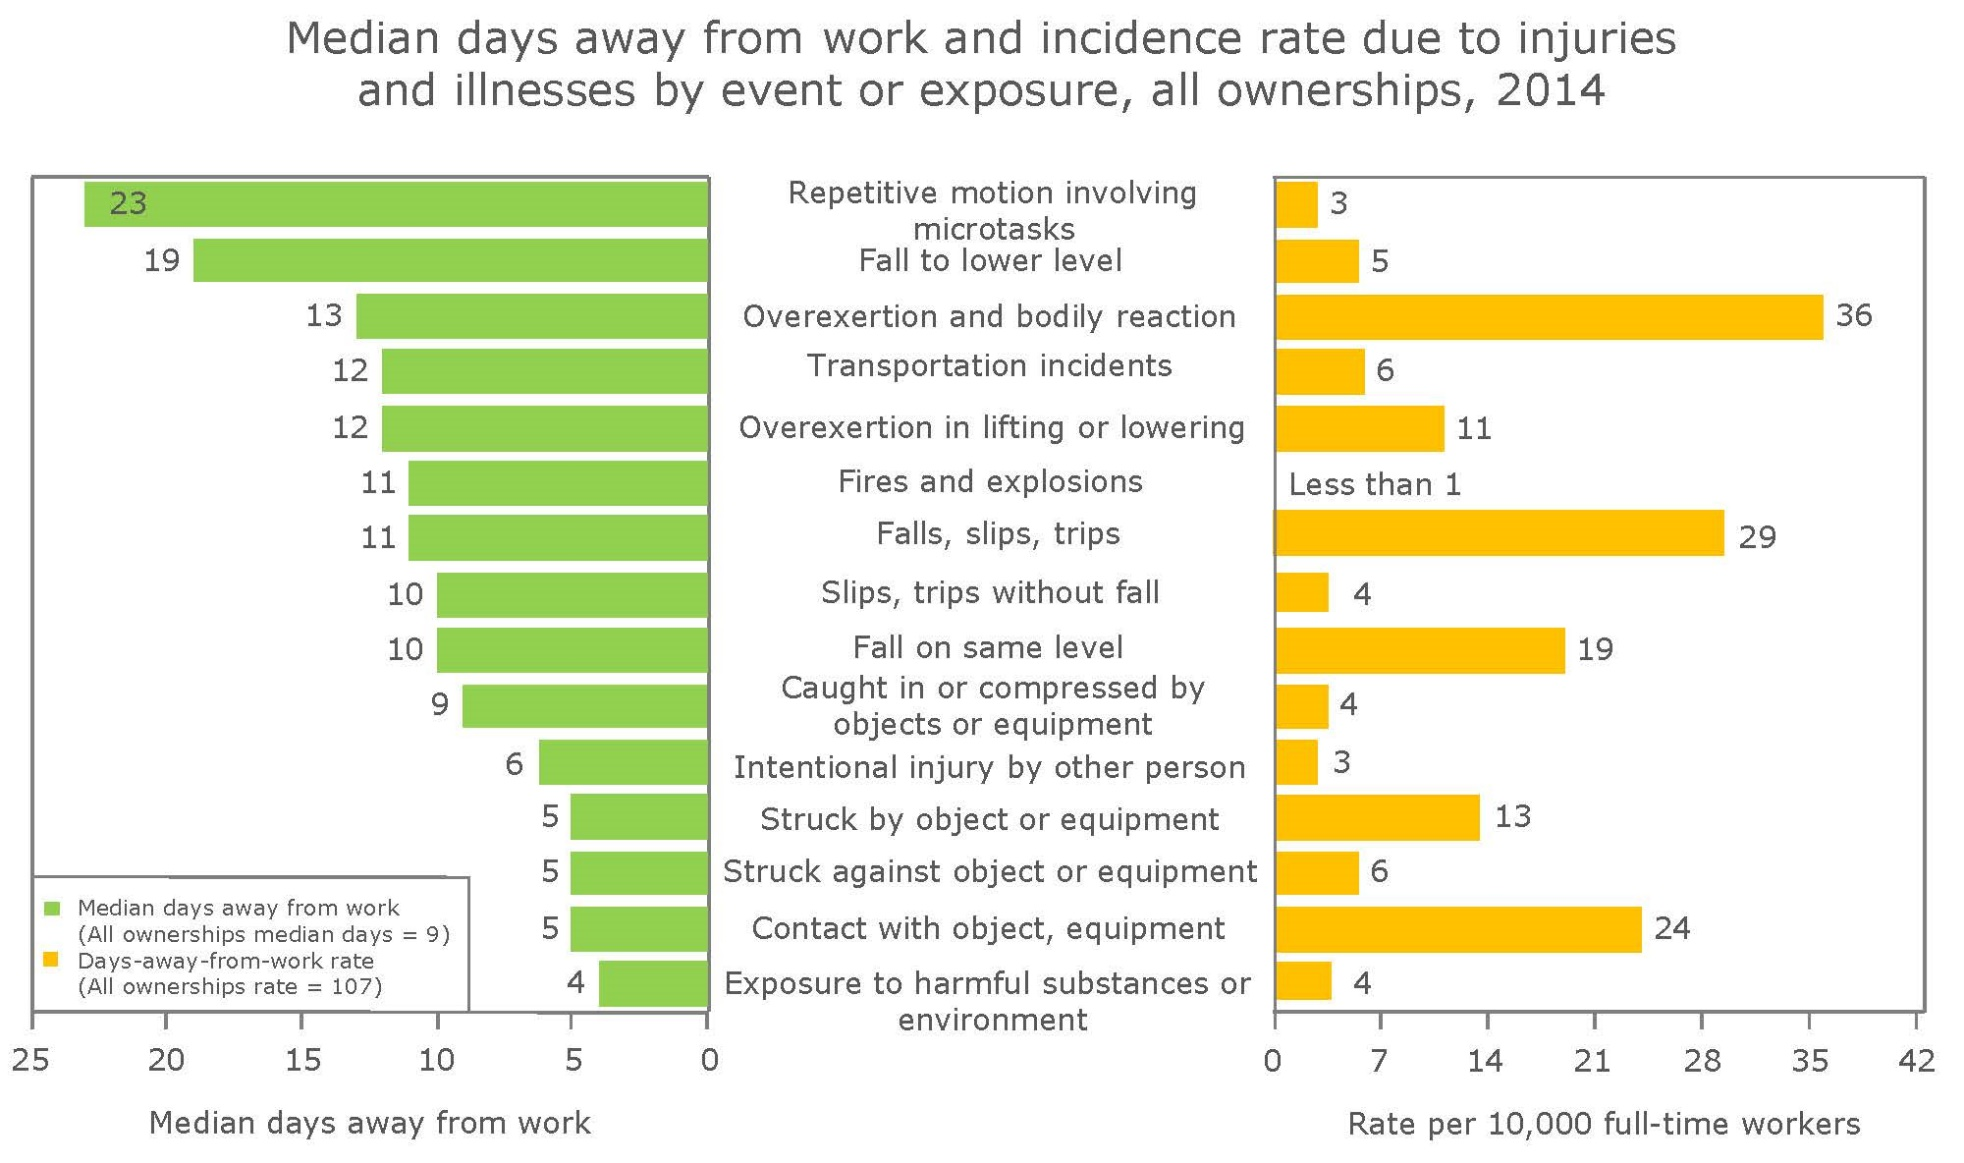 Median days away from work and incidence rate due to injuries
and illnesses by event or exposure, all ownerships, 2014
23
Repetitive motion involving
microtasks
3
19
Fall to lower level
5
13
Overexertion and bodily reaction
36
12
Transportation incidents
6
12
Overexertion in lifting or lowering
11
11
Fires and explosions
Less than 1
11
Falls, slips, trips
29
10
Slips, trips without fall
4
10
Fall on same level
19
9
Caught in or compressed by
objects or equipment
4
6
Intentional injury by other person
3
5
Struck by object or equipment
13
5
Struck against object or equipment
6
5
Contact with object, equipment
24
4
Exposure to harmful substances or
environment
4
Median days away from work
(All ownerships median days = 9)
Days-away-from-work rate
(All ownerships rate = 107)
25 20 15 10 5 0
0 7 14 21 28 35 42
Median days away from work
Rate per 10,000 full-time workers